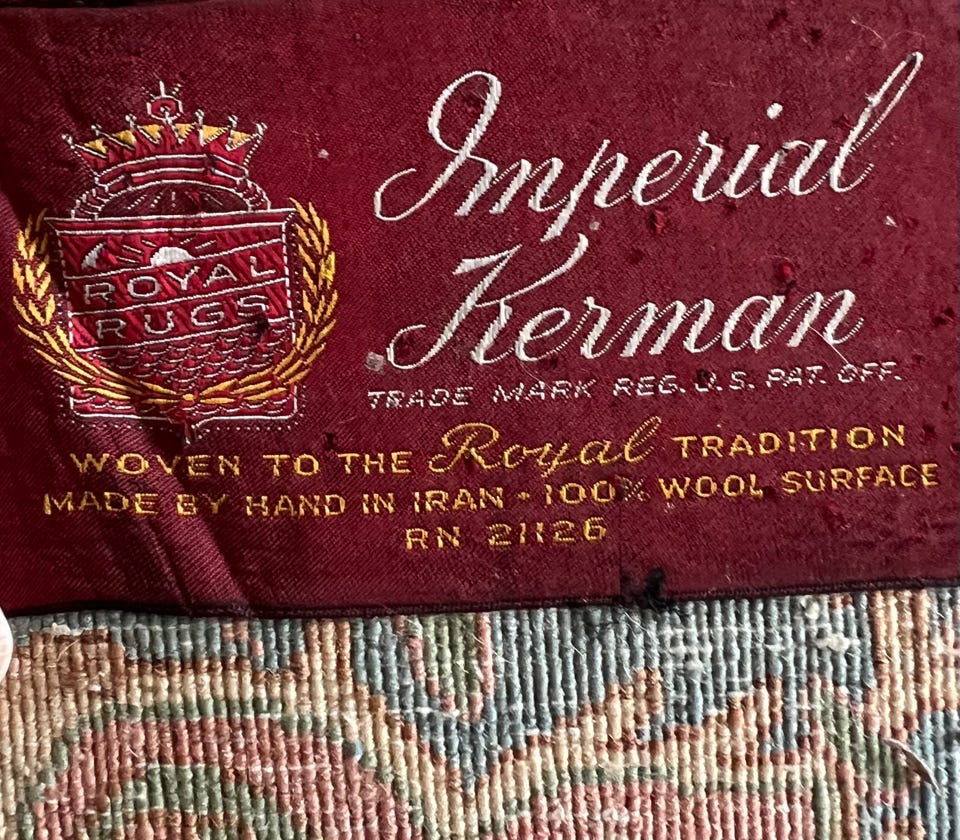 ROYAL
RUGS
Imperial
Kerman
TRADE MARK REG. U.S. PAT. OFF.
WOVEN TO THE Royal TRADITION
MADE BY HAND IN IRAN - 100% WOOL SURFACE
RN 21126